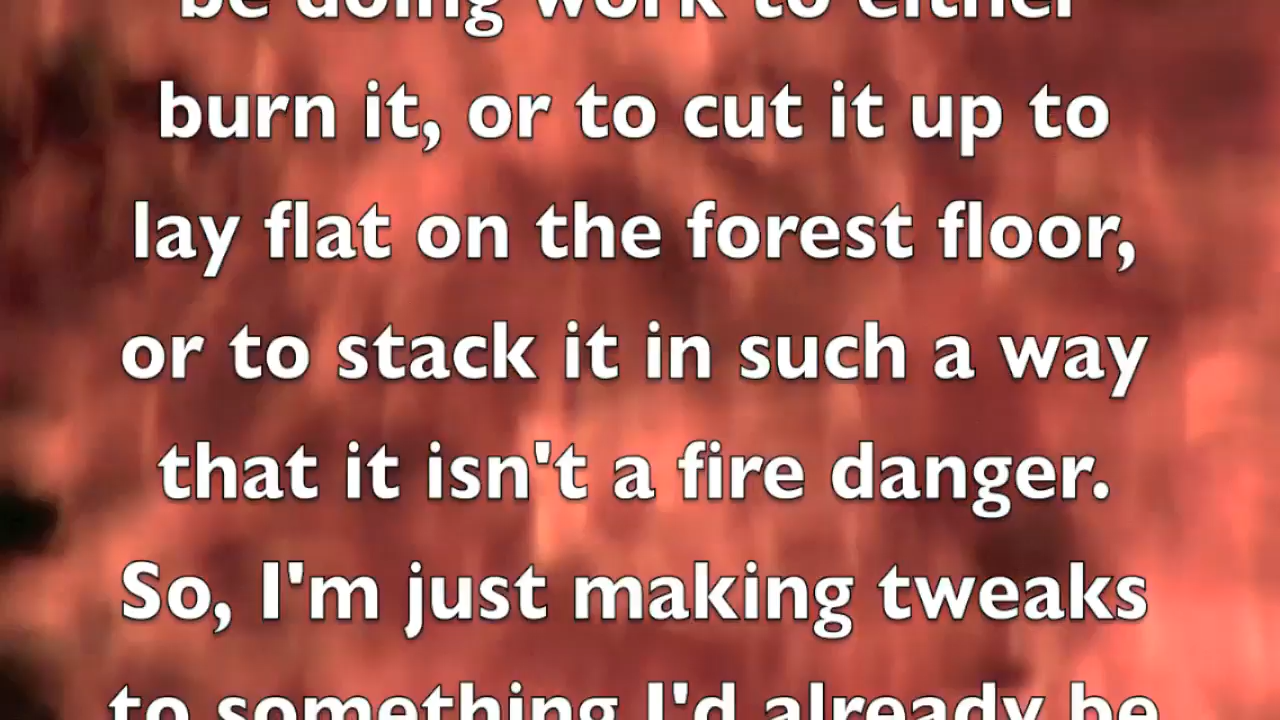 be doing work to either
burn it, or to cut it up to
lay flat on the forest floor,
or to stack it in such a way
that it isn't a fire danger.
So, I'm just making tweaks
to something I'd already be